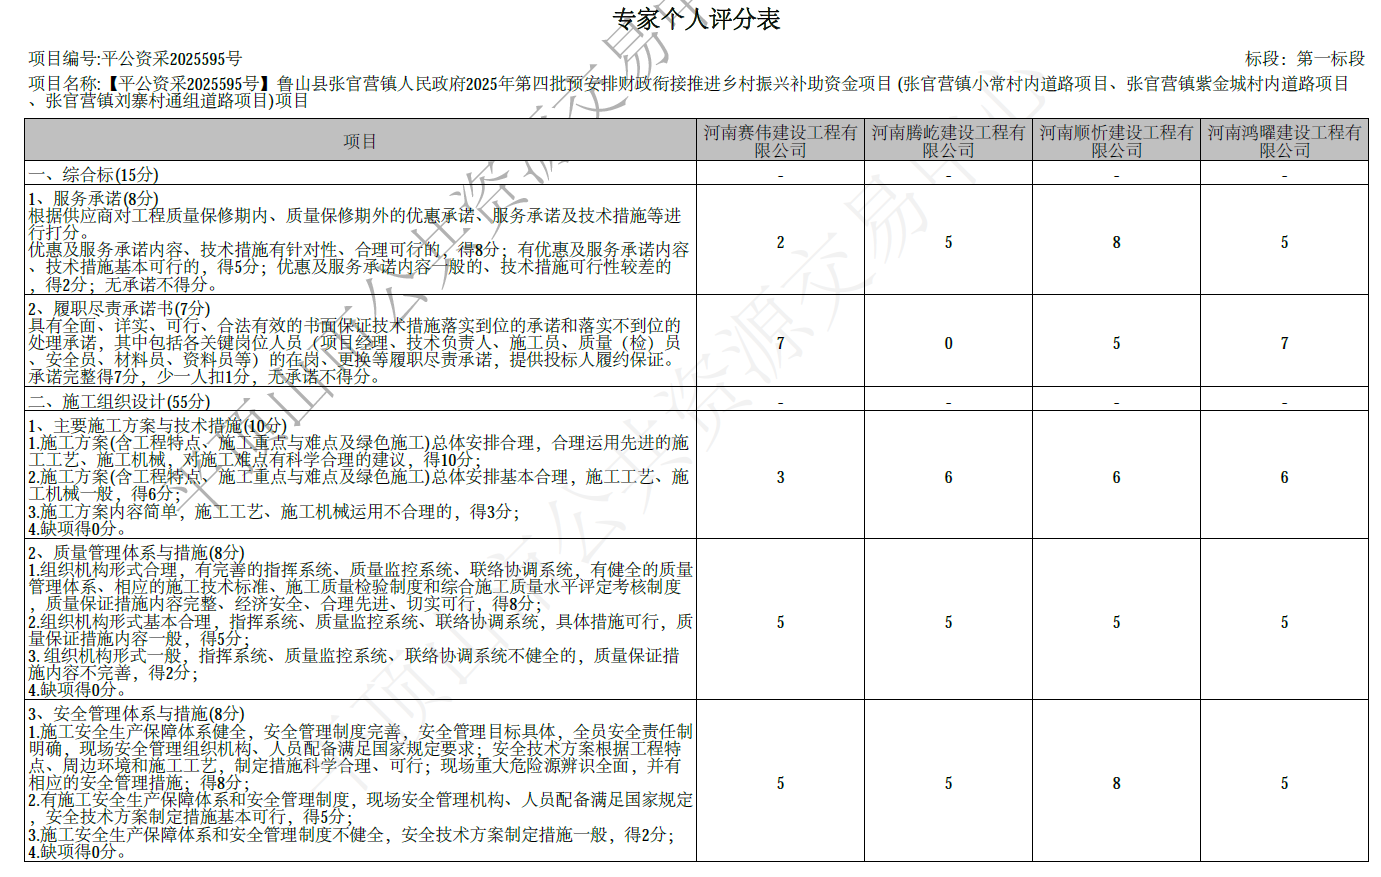 专家个人评分表
项目编号:平公资采2025595号
标段：第一标段
项目名称:【平公资采2025595号】鲁山县张官营镇人民政府2025年第四批预安排财政衔接推进乡村振兴补助资金项目 (张官营镇小常村内道路项目、张官营镇紫金城村内道路项目
、张官营镇刘寨村通组道路项目)项目
项目
河南赛伟建设工程有
限公司
河南腾屹建设工程有
限公司
河南顺忻建设工程有
限公司
河南鸿曜建设工程有
限公司
一、综合标(15分)
- - - -
1、服务承诺(8分)
根据供应商对工程质量保修期内、质量保修期外的优惠承诺、服务承诺及技术措施等进
行打分。
优惠及服务承诺内容、技术措施有针对性、合理可行的，得8分；有优惠及服务承诺内容
、技术措施基本可行的，得5分；优惠及服务承诺内容一般的、技术措施可行性较差的
，得2分；无承诺不得分。
2 5 8 5
2、履职尽责承诺书(7分)
具有全面、详实、可行、合法有效的书面保证技术措施落实到位的承诺和落实不到位的
处理承诺，其中包括各关键岗位人员（项目经理、技术负责人、施工员、质量（检）员
、安全员、材料员、资料员等）的在岗、更换等履职尽责承诺，提供投标人履约保证。
承诺完整得7分，少一人扣1分，无承诺不得分。
7 0 5 7
二、施工组织设计(55分)
- - - -
1、主要施工方案与技术措施(10分)
1.施工方案(含工程特点、施工重点与难点及绿色施工)总体安排合理，合理运用先进的施
工工艺、施工机械，对施工难点有科学合理的建议，得10分；
2.施工方案(含工程特点、施工重点与难点及绿色施工)总体安排基本合理，施工工艺、施
工机械一般，得6分；
3.施工方案内容简单，施工工艺、施工机械运用不合理的，得3分；
4.缺项得0分。
3 6 6 6
2、质量管理体系与措施(8分)
1.组织机构形式合理，有完善的指挥系统、质量监控系统、联络协调系统，有健全的质量
管理体系、相应的施工技术标准、施工质量检验制度和综合施工质量水平评定考核制度
，质量保证措施内容完整、经济安全、合理先进、切实可行，得8分；
2.组织机构形式基本合理，指挥系统、质量监控系统、联络协调系统，具体措施可行，质
量保证措施内容一般，得5分；
3. 组织机构形式一般，指挥系统、质量监控系统、联络协调系统不健全的，质量保证措
施内容不完善，得2分；
4.缺项得0分。
5 5 5 5
3、安全管理体系与措施(8分)
1.施工安全生产保障体系健全，安全管理制度完善，安全管理目标具体，全员安全责任制
明确，现场安全管理组织机构、人员配备满足国家规定要求；安全技术方案根据工程特
点、周边环境和施工工艺，制定措施科学合理、可行；现场重大危险源辨识全面，并有
相应的安全管理措施；得8分；
2.有施工安全生产保障体系和安全管理制度，现场安全管理机构、人员配备满足国家规定
，安全技术方案制定措施基本可行，得5分；
3.施工安全生产保障体系和安全管理制度不健全，安全技术方案制定措施一般，得2分；
4.缺项得0分。
5 5 8 5
平顶山市公共资源交易中
平顶山市公共资源交易中心